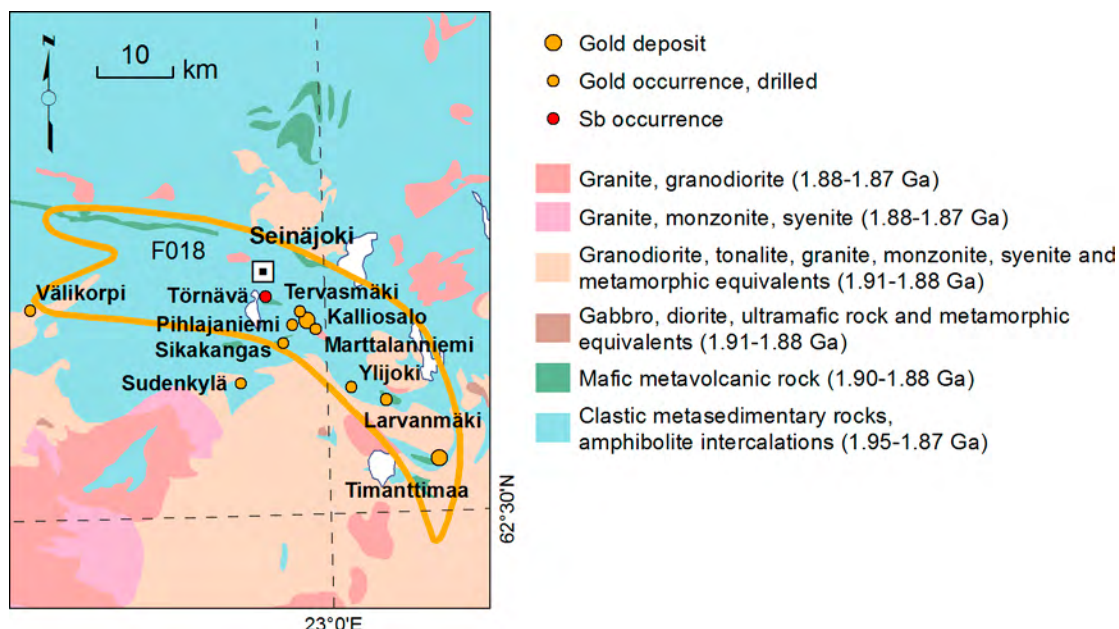 N
10
km
Seinäjoki
F018
Välikorpi
Törnävä
Tervasmäki
Pihlajaniemi
Kalliosalo
Sikakangas
Marttalanniemi
Sudenkylä
Ylijoki
Larvanmäki
Timanttimaa
62°30'N
23°0'E
Gold deposit
Gold occurrence, drilled
Sb occurrence
Granite, granodiorite (1.88-1.87 Ga)
Granite, monzonite, syenite (1.88-1.87 Ga)
Granodiorite, tonalite, granite, monzonite, syenite and
metamorphic equivalents (1.91-1.88 Ga)
Gabbro, diorite, ultramafic rock and metamorphic
equivalents (1.91-1.88 Ga)
Mafic metavolcanic rock (1.90-1.88 Ga)
Clastic metasedimentary rocks,
amphibolite intercalations (1.95-1.87 Ga)